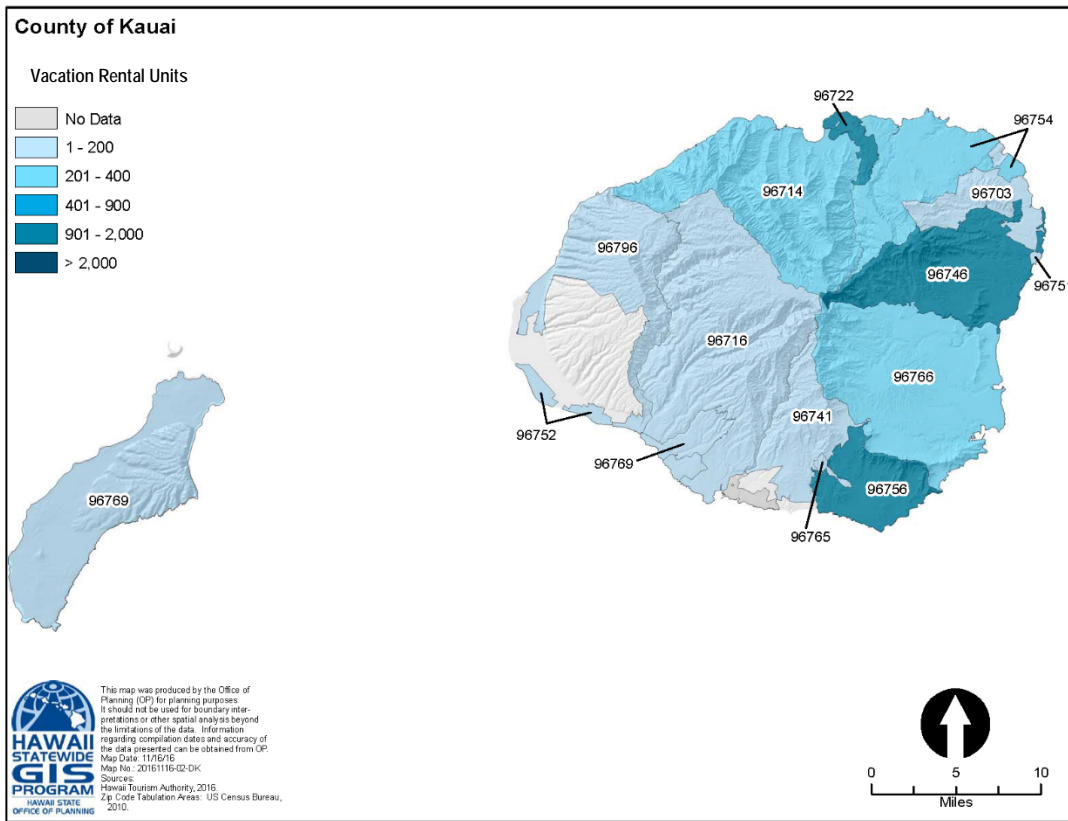 County of Kauai
Vacation Rental Units
No Data
1 - 200
201 - 400
401 - 900
901 - 2,000
> 2,000
96722
96754
96714
96703
96796
96746
96751
96716
96766
96741
96752
96769
96769
96756
96765
HAWAII
STATEWIDE
GIS
PROGRAM
HAWAII STATE
OFFICE OF PLANNING
This map was produced by the Office of
Planning (OP) for planning purposes.
It should not be used for boundary inter-
pretations or other spatial analysis beyond
the limitations of the data. Information
regarding compilation dates and accuracy of
the data presented can be obtained from OP.
Map Date: 11/16/16
Map No.: 20161116-02-DK
Sources:
Hawaii Tourism Authority, 2016.
Zip Code Tabulation Areas: US Census Bureau,
2010.
0 5 10
Miles